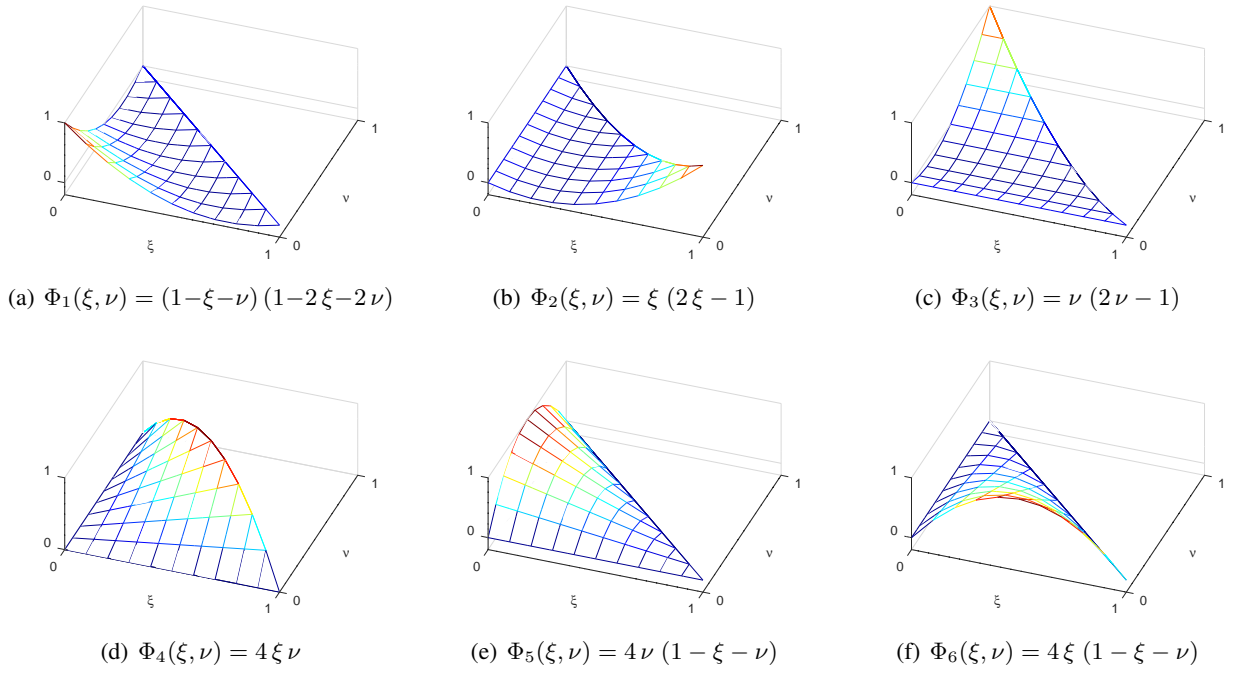 1
0
0
1
ξ
0
1
ν
1
0
0
1
ξ
0
1
ν
1
0
0
1
ξ
0
1
ν
(a) Φ₁(ξ, ν) = (1−ξ−ν) (1−2 ξ−2 ν)
(b) Φ₂(ξ, ν) = ξ (2 ξ − 1)
(c) Φ₃(ξ, ν) = ν (2 ν − 1)
1
0
0
1
ξ
0
1
ν
1
0
0
1
ξ
0
1
ν
1
0
0
1
ξ
0
1
ν
(d) Φ₄(ξ, ν) = 4 ξ ν
(e) Φ₅(ξ, ν) = 4 ν (1 − ξ − ν)
(f) Φ₆(ξ, ν) = 4 ξ (1 − ξ − ν)